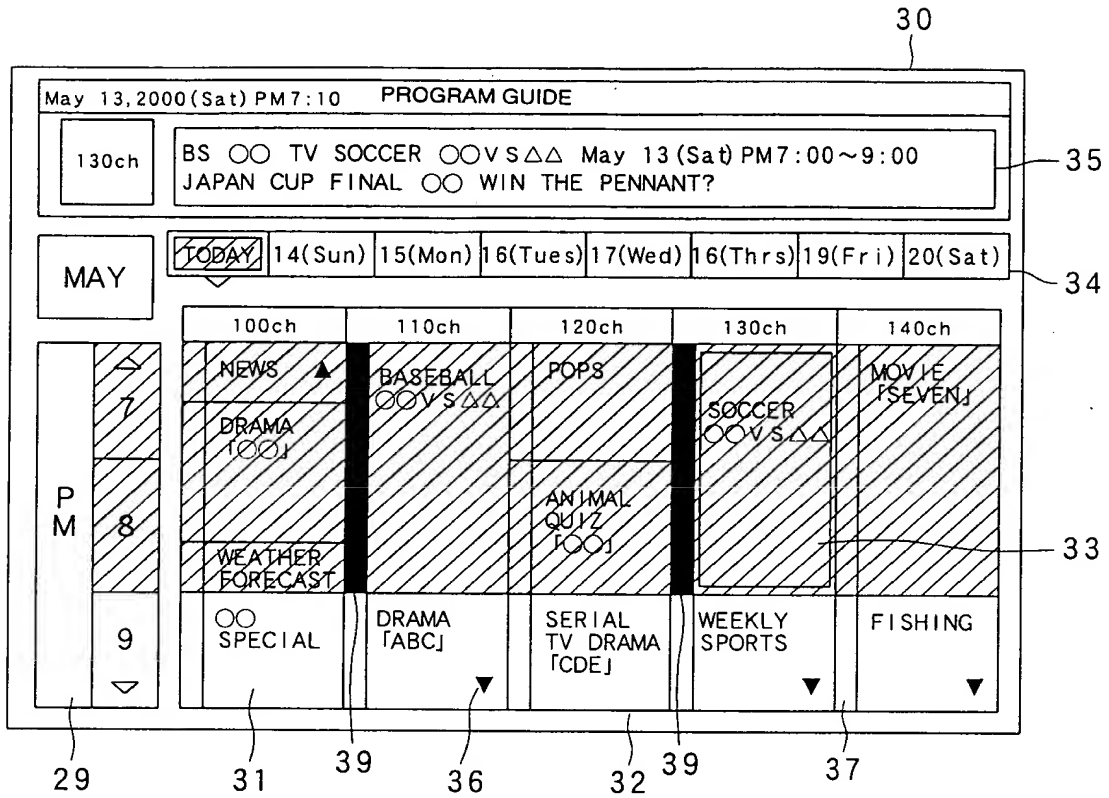 30
May 13,2000(Sat)PM7:10 PROGRAM GUIDE
130ch
BS ○○ TV SOCCER ○○VS△△ May 13(Sat)PM7:00~9:00
JAPAN CUP FINAL ○○ WIN THE PENNANT?
35
MAY
TODAY 14(Sun) 15(Mon) 16(Tues) 17(Wed) 16(Thrs) 19(Fri) 20(Sat)
34
100ch 110ch 120ch 130ch 140ch
PM
7
8
9
NEWS ▲
DRAMA
「○○」
WEATHER
FORECAST
○○
SPECIAL
BASEBALL
○○VS△△
DRAMA
「ABC」
▼
POPS
ANIMAL
QUIZ
「○○」
SERIAL
TV DRAMA
「CDE」
SOCCER
○○VS△△
WEEKLY
SPORTS
▼
MOVIE
「SEVEN」
FISHING
▼
33
29 31 39 36 32 39 37